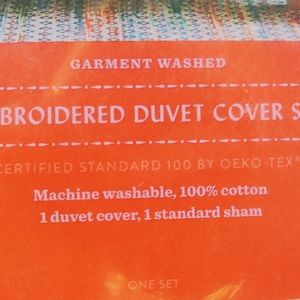 GARMENT WASHED
BROIDERED DUVET COVER S
CERTIFIED STANDARD 100 BY OEKO-TEX®
Machine washable, 100% cotton
1 duvet cover, 1 standard sham
ONE SET